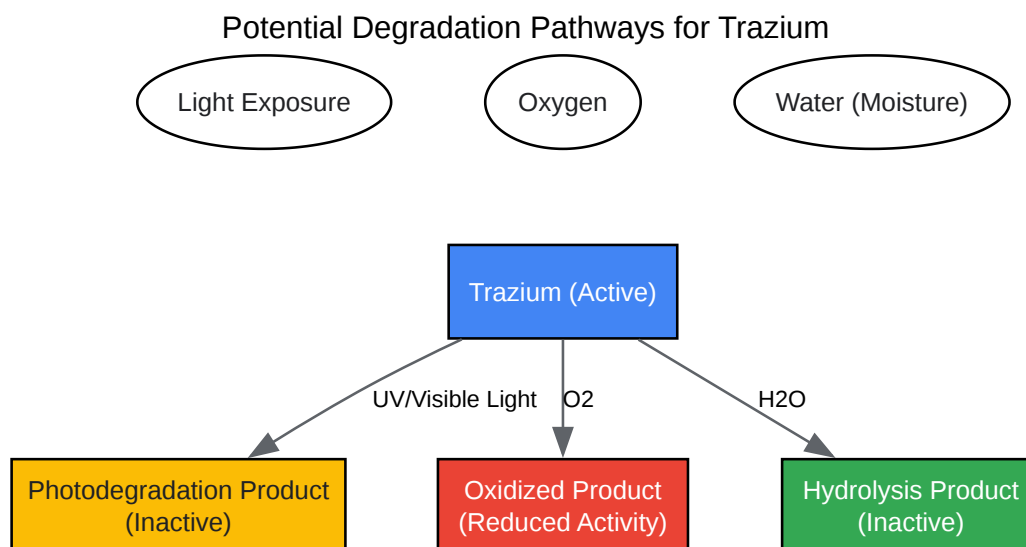 Potential Degradation Pathways for Trazium
Light Exposure
Oxygen
Water (Moisture)
Trazium (Active)
UV/Visible Light
O2
H2O
Photodegradation Product
(Inactive)
Oxidized Product
(Reduced Activity)
Hydrolysis Product
(Inactive)